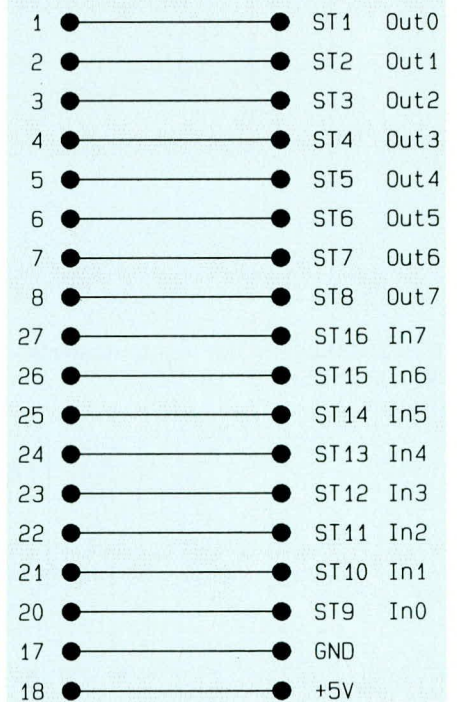 1 ST1 Out0
2 ST2 Out1
3 ST3 Out2
4 ST4 Out3
5 ST5 Out4
6 ST6 Out5
7 ST7 Out6
8 ST8 Out7
27 ST16 In7
26 ST15 In6
25 ST14 In5
24 ST13 In4
23 ST12 In3
22 ST11 In2
21 ST10 In1
20 ST9 In0
17 GND
18 +5V